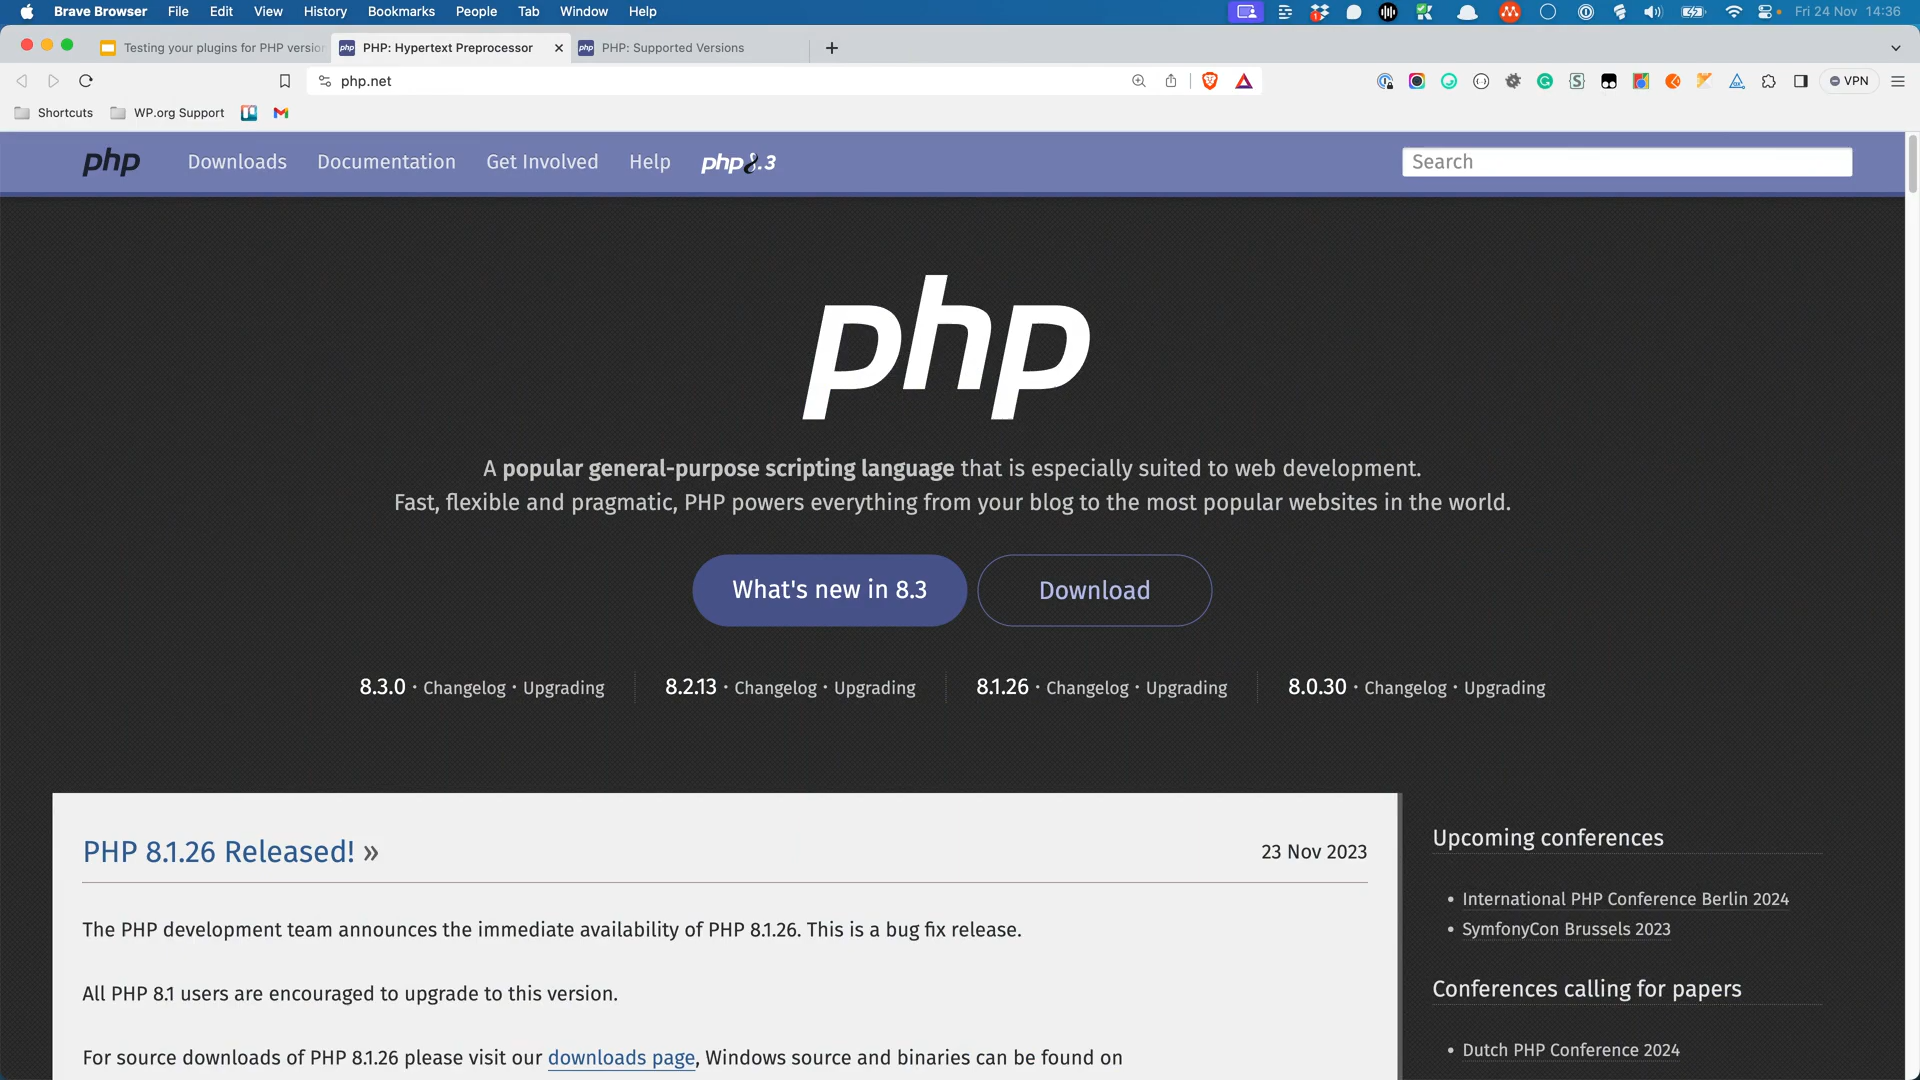 Brave Browser File Edit View History Bookmarks People Tab Window Help Fri 24 Nov 14:36
Testing your plugins for PHP versio PHP: Hypertext Preprocessor PHP: Supported Versions
php.net VPN
Shortcuts WP.org Support
php Downloads Documentation Get Involved Help php8.3 Search
php
A popular general-purpose scripting language that is especially suited to web development.
Fast, flexible and pragmatic, PHP powers everything from your blog to the most popular websites in the world.
What's new in 8.3 Download
8.3.0 · Changelog · Upgrading 8.2.13 · Changelog · Upgrading 8.1.26 · Changelog · Upgrading 8.0.30 · Changelog · Upgrading
PHP 8.1.26 Released! » 23 Nov 2023
The PHP development team announces the immediate availability of PHP 8.1.26. This is a bug fix release.
All PHP 8.1 users are encouraged to upgrade to this version.
For source downloads of PHP 8.1.26 please visit our downloads page, Windows source and binaries can be found on
Upcoming conferences
• International PHP Conference Berlin 2024
• SymfonyCon Brussels 2023
Conferences calling for papers
• Dutch PHP Conference 2024